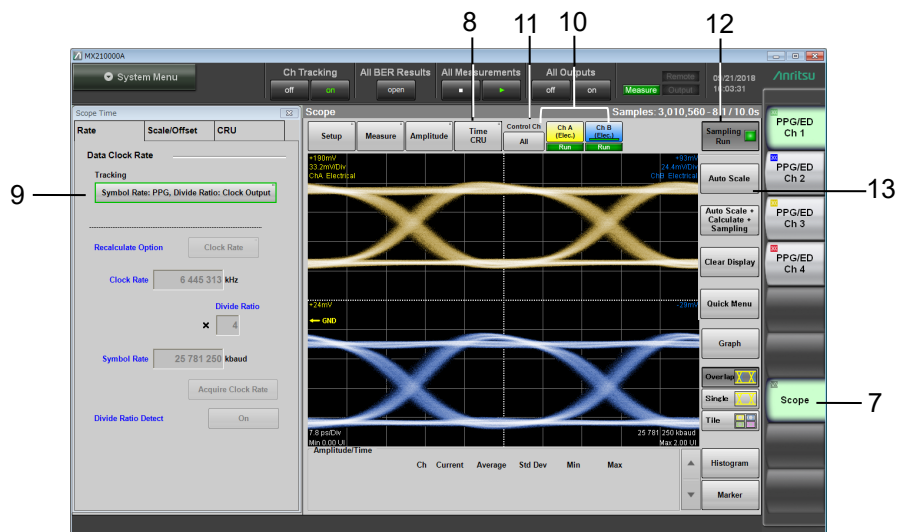 8 11 10 12
MX210000A
System Menu
Ch Tracking
off on
All BER Results
open
All Measurements
All Outputs
off on
Remote
Measure Output
/21/2018
:03:31
Anritsu
Scope Time
Rate Scale/Offset CRU
Data Clock Rate
Tracking
Symbol Rate: PPG, Divide Ratio: Clock Output
9
Recalculate Option Clock Rate
Clock Rate 6 445 313 kHz
Divide Ratio
× 4
Symbol Rate 25 781 250 kbaud
Acquire Clock Rate
Divide Ratio Detect On
Scope
Samples: 3,010,560 - 8.1 / 10.0s
Setup
Measure
Amplitude
Time
CRU
Control Ch
All
Ch A
(Elec.)
Run
Ch B
(Elec.)
Run
Sampling
Run
33.2mV/Div
ChA Electrical
24.4mV/Div
ChB Electrical
+24mV
GND
7.8 ps/Div
Min 0.00 UI
25 781 250 kbaud
Max 2.00 UI
Amplitude/Time
Ch Current Average Std Dev Min Max
Auto Scale
13
Auto Scale +
Calculate +
Sampling
Clear Display
Quick Menu
Graph
Overlap
Single
Tile
Histogram
Marker
PPG/ED
Ch 1
PPG/ED
Ch 2
PPG/ED
Ch 3
PPG/ED
Ch 4
Scope
7